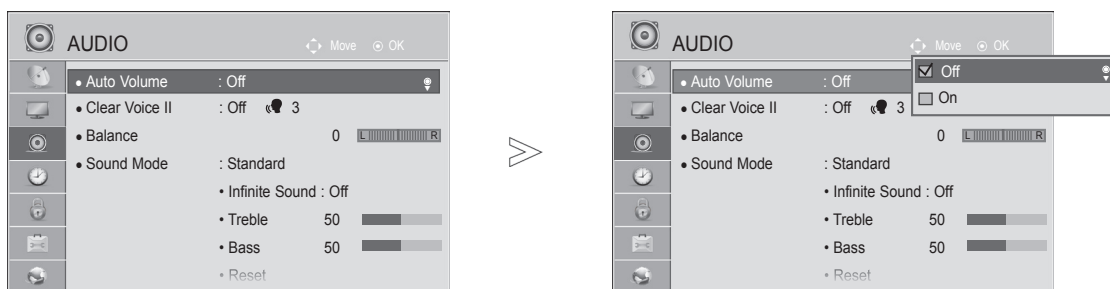 AUDIO
Move
OK
• Auto Volume : Off
• Clear Voice II : Off 3
• Balance 0 L R
• Sound Mode : Standard
• Infinite Sound : Off
• Treble 50
• Bass 50
• Reset
AUDIO
Move
OK
• Auto Volume : Off
Off
On
• Clear Voice II : Off 3
• Balance 0 L R
• Sound Mode : Standard
• Infinite Sound : Off
• Treble 50
• Bass 50
• Reset